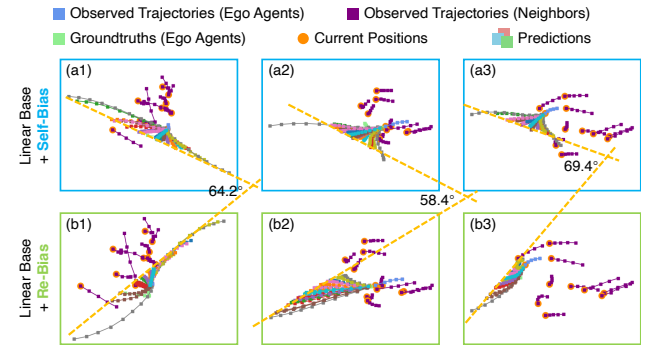 Observed Trajectories (Ego Agents) Observed Trajectories (Neighbors)
Groundtruths (Ego Agents) Current Positions Predictions
Linear Base
+ Self-Bias
(a1) (a2) (a3)
64.2° 58.4° 69.4°
Linear Base
+ Re-Bias
(b1) (b2) (b3)